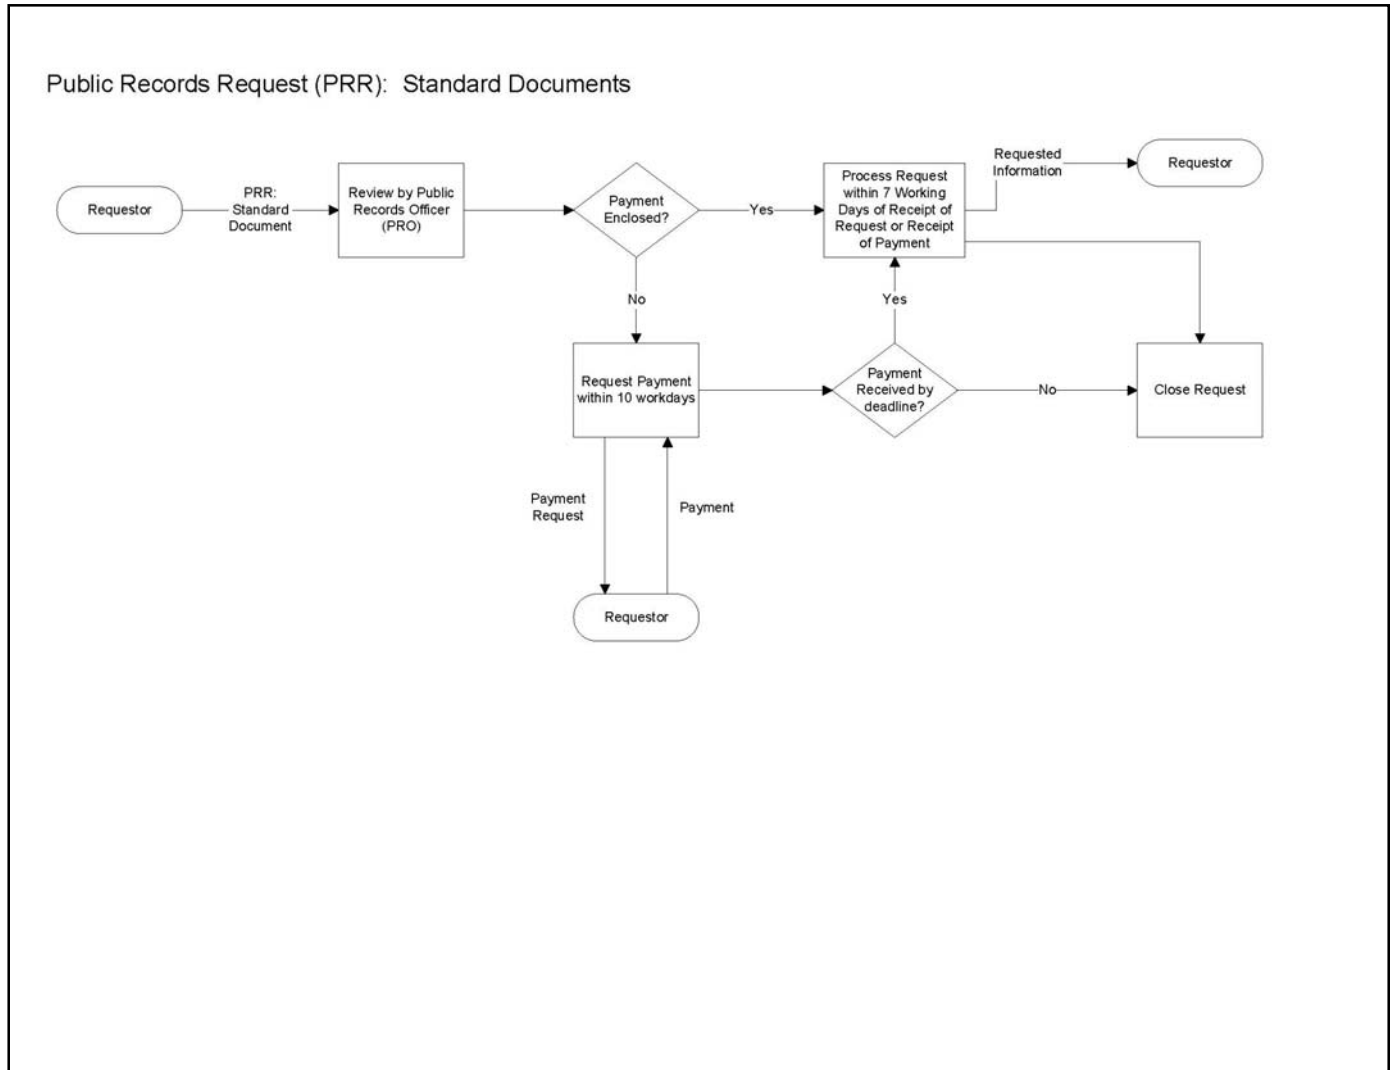 Public Records Request (PRR):  Standard Documents
Requestor
PRR:
Standard
Document
Review by Public
Records Officer
(PRO)
Payment
Enclosed?
Yes
Process Request
within 7 Working
Days of Receipt of
Request or Receipt
of Payment
Requested
Information
Requestor
No
Yes
Request Payment
within 10 workdays
Payment
Received by
deadline?
No
Close Request
Payment
Request
Payment
Requestor